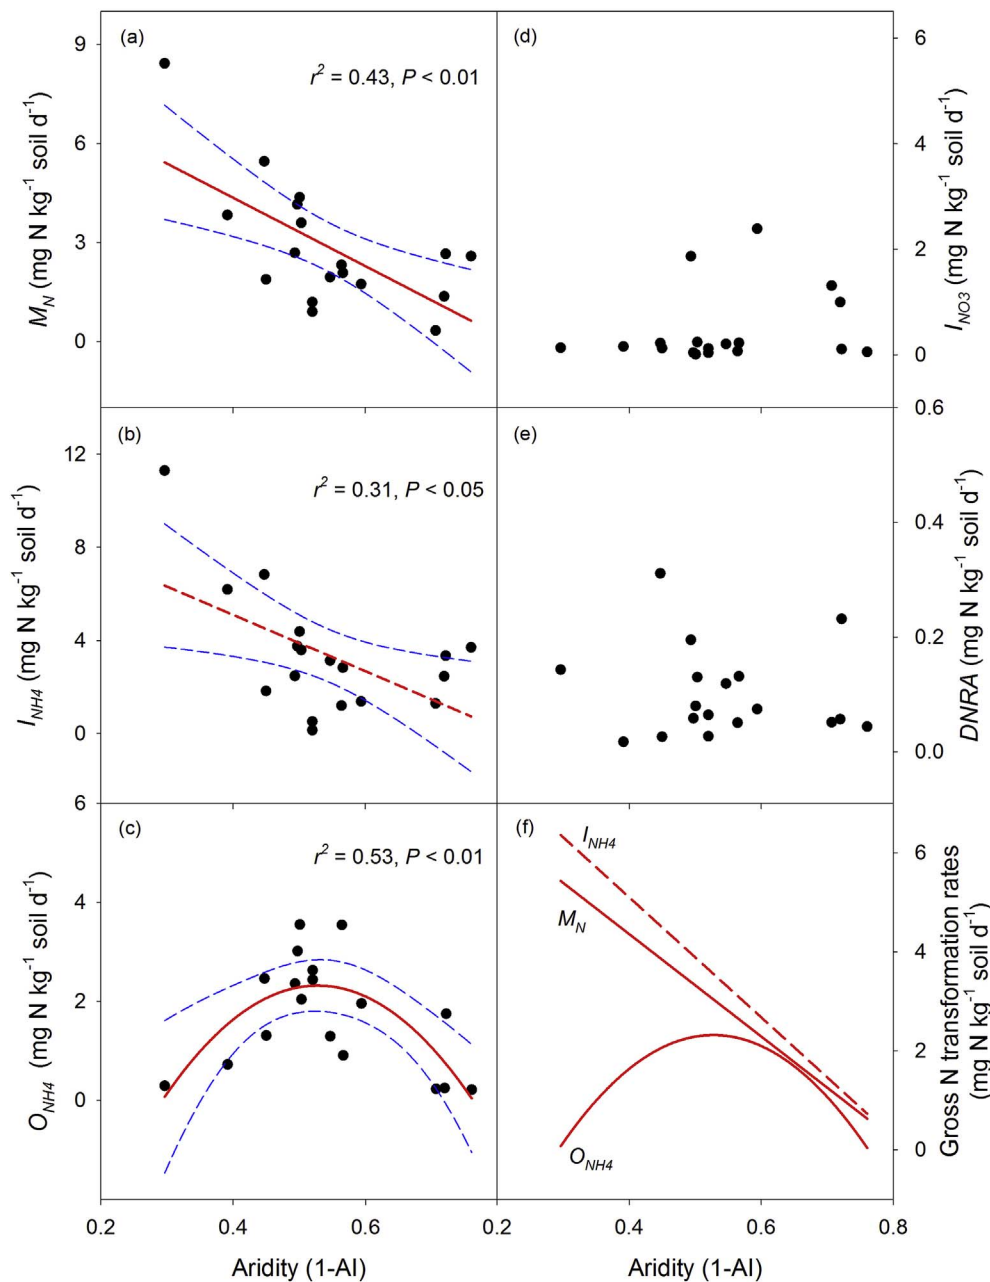 (a)
r² = 0.43, P < 0.01
9
6
3
0
M_N (mg N kg⁻¹ soil d⁻¹)
(d)
6
4
2
0
I_NO3 (mg N kg⁻¹ soil d⁻¹)
(b)
r² = 0.31, P < 0.05
12
8
4
0
I_NH4 (mg N kg⁻¹ soil d⁻¹)
(e)
0.6
0.4
0.2
0.0
DNRA (mg N kg⁻¹ soil d⁻¹)
(c)
r² = 0.53, P < 0.01
6
4
2
0
O_NH4 (mg N kg⁻¹ soil d⁻¹)
0.2 0.4 0.6
Aridity (1-AI)
(f)
I_NH4
M_N
O_NH4
6
4
2
0
Gross N transformation rates
(mg N kg⁻¹ soil d⁻¹)
0.2 0.4 0.6 0.8
Aridity (1-AI)